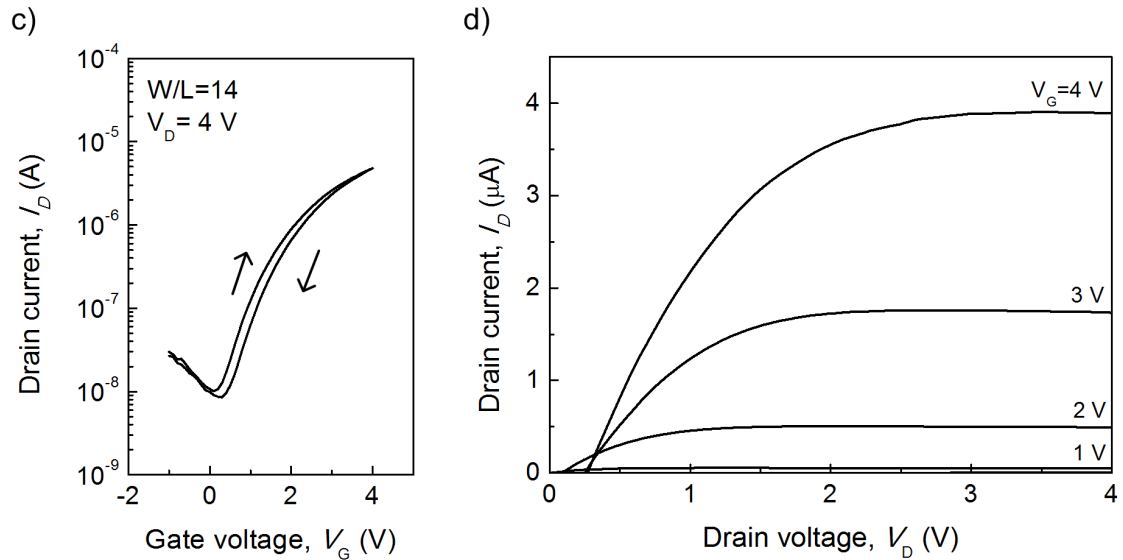 c)
10⁻⁴
10⁻⁵
10⁻⁶
10⁻⁷
10⁻⁸
10⁻⁹
Drain current, I_D (A)
W/L=14
V_D= 4 V
-2 0 2 4
Gate voltage, V_G (V)
d)
4
3
2
1
0
Drain current, I_D (μA)
V_G=4 V
3 V
2 V
1 V
0 1 2 3 4
Drain voltage, V_D (V)